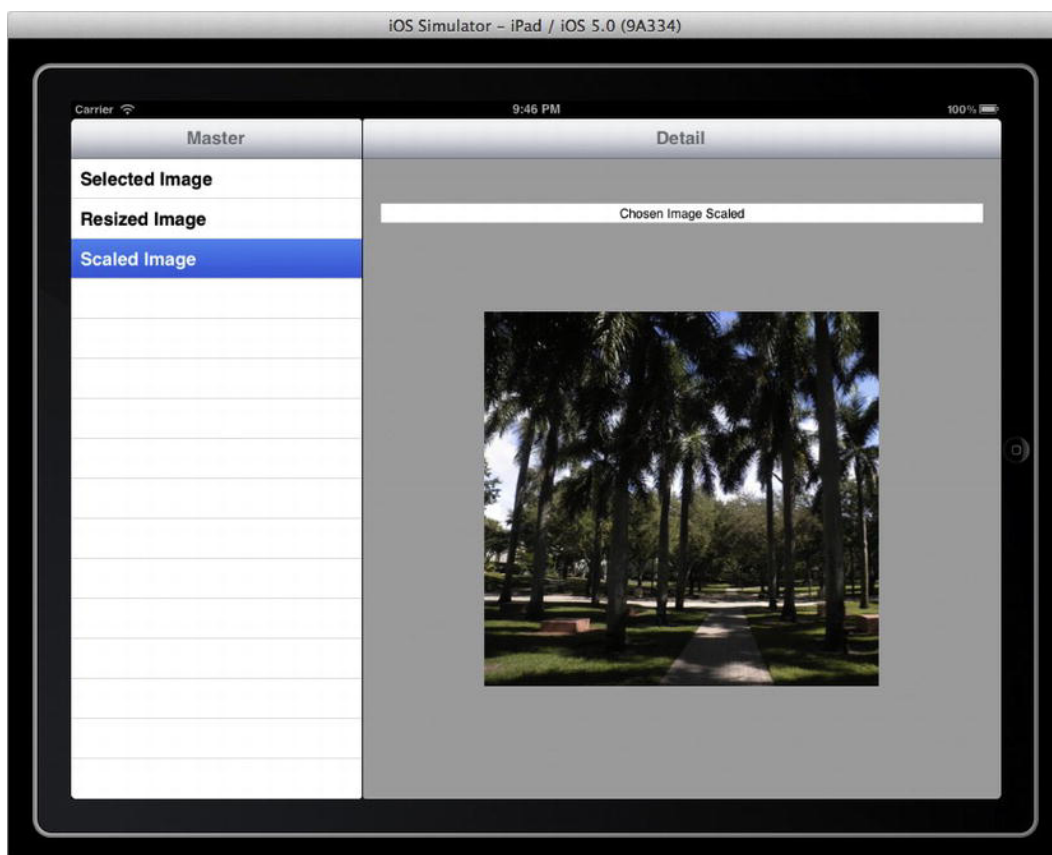 iOS Simulator – iPad / iOS 5.0 (9A334)
Carrier 9:46 PM 100%
Master Detail
Selected Image
Resized Image
Chosen Image Scaled
Scaled Image